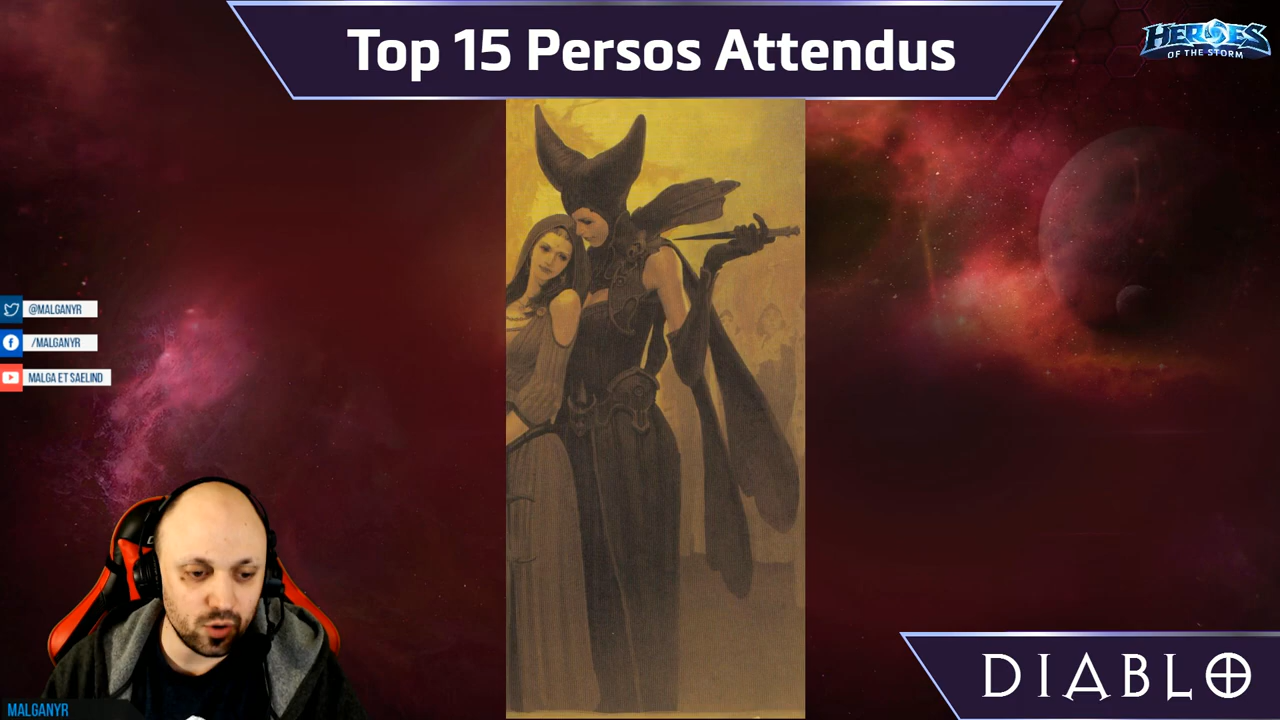 Top 15 Persos Attendus
HEROES
OF THE STORM
@MALGANYR
/MALGANYR
MALGA ET SAELIND
MALGANYR
DIABLO